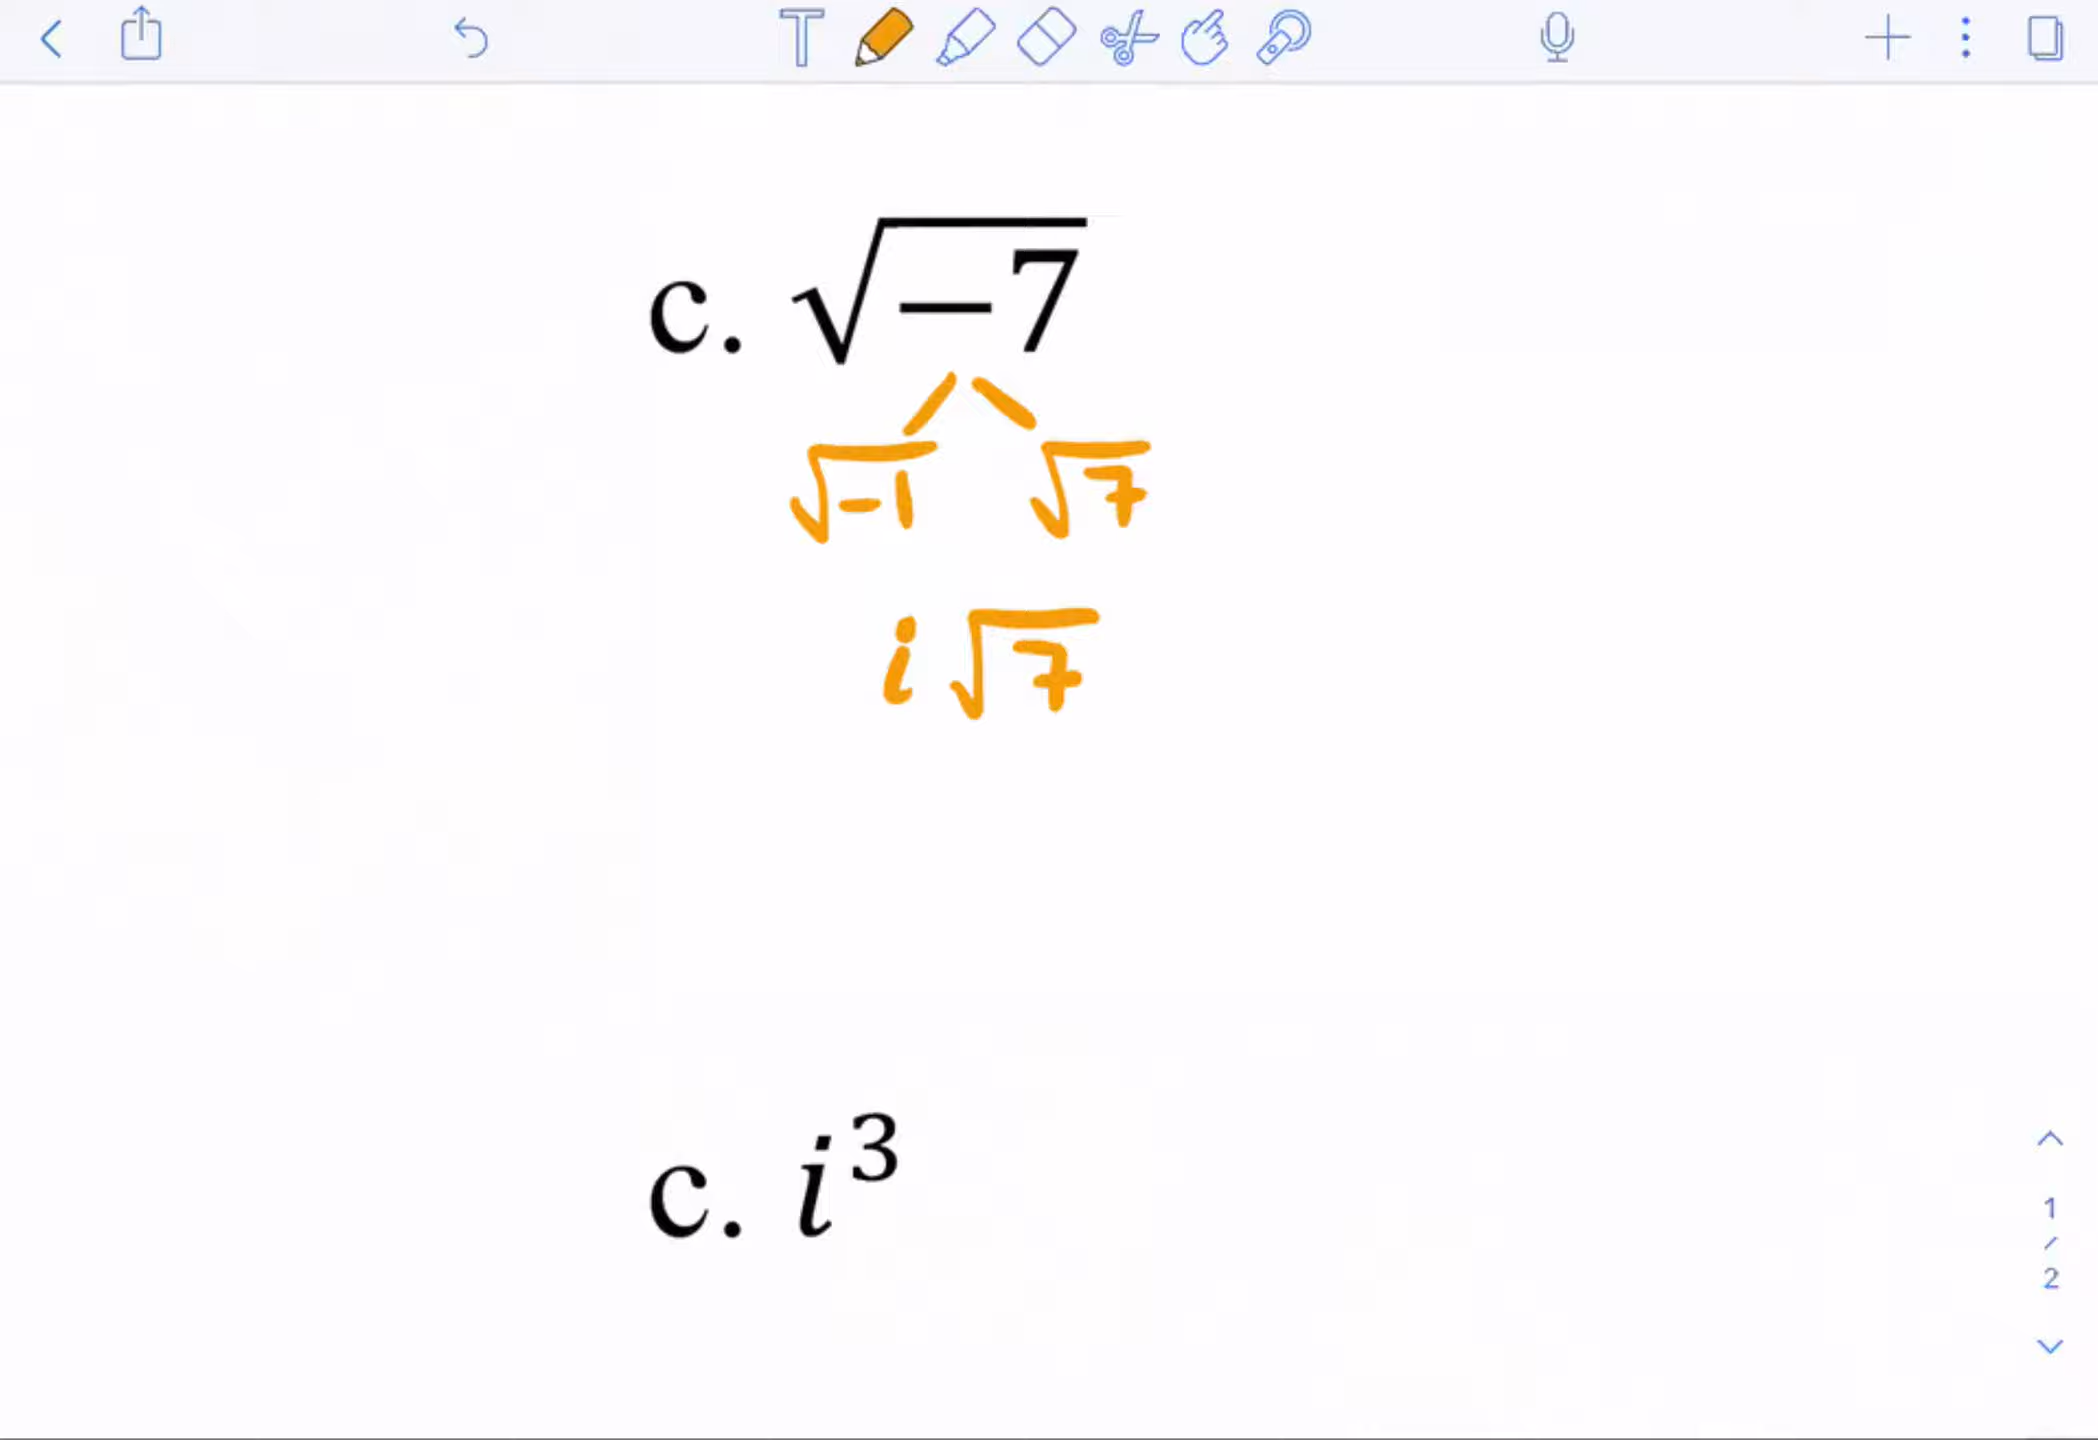 c. √−7
√-1 √7
i √7
c. i³
1
/
2